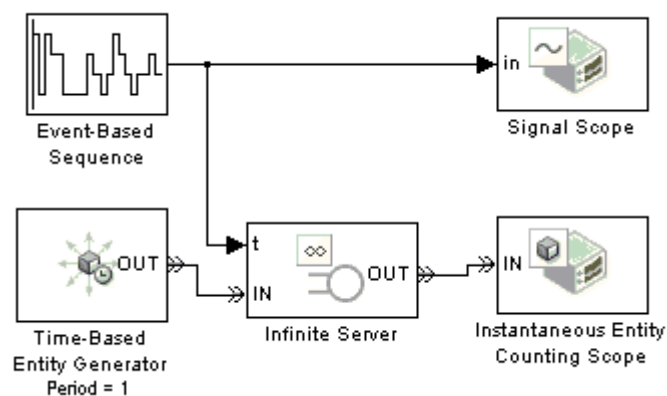 in
Event-Based
Sequence
Signal Scope
t
OUT
IN
OUT
IN
Time-Based
Entity Generator
Period = 1
Infinite Server
Instantaneous Entity
Counting Scope